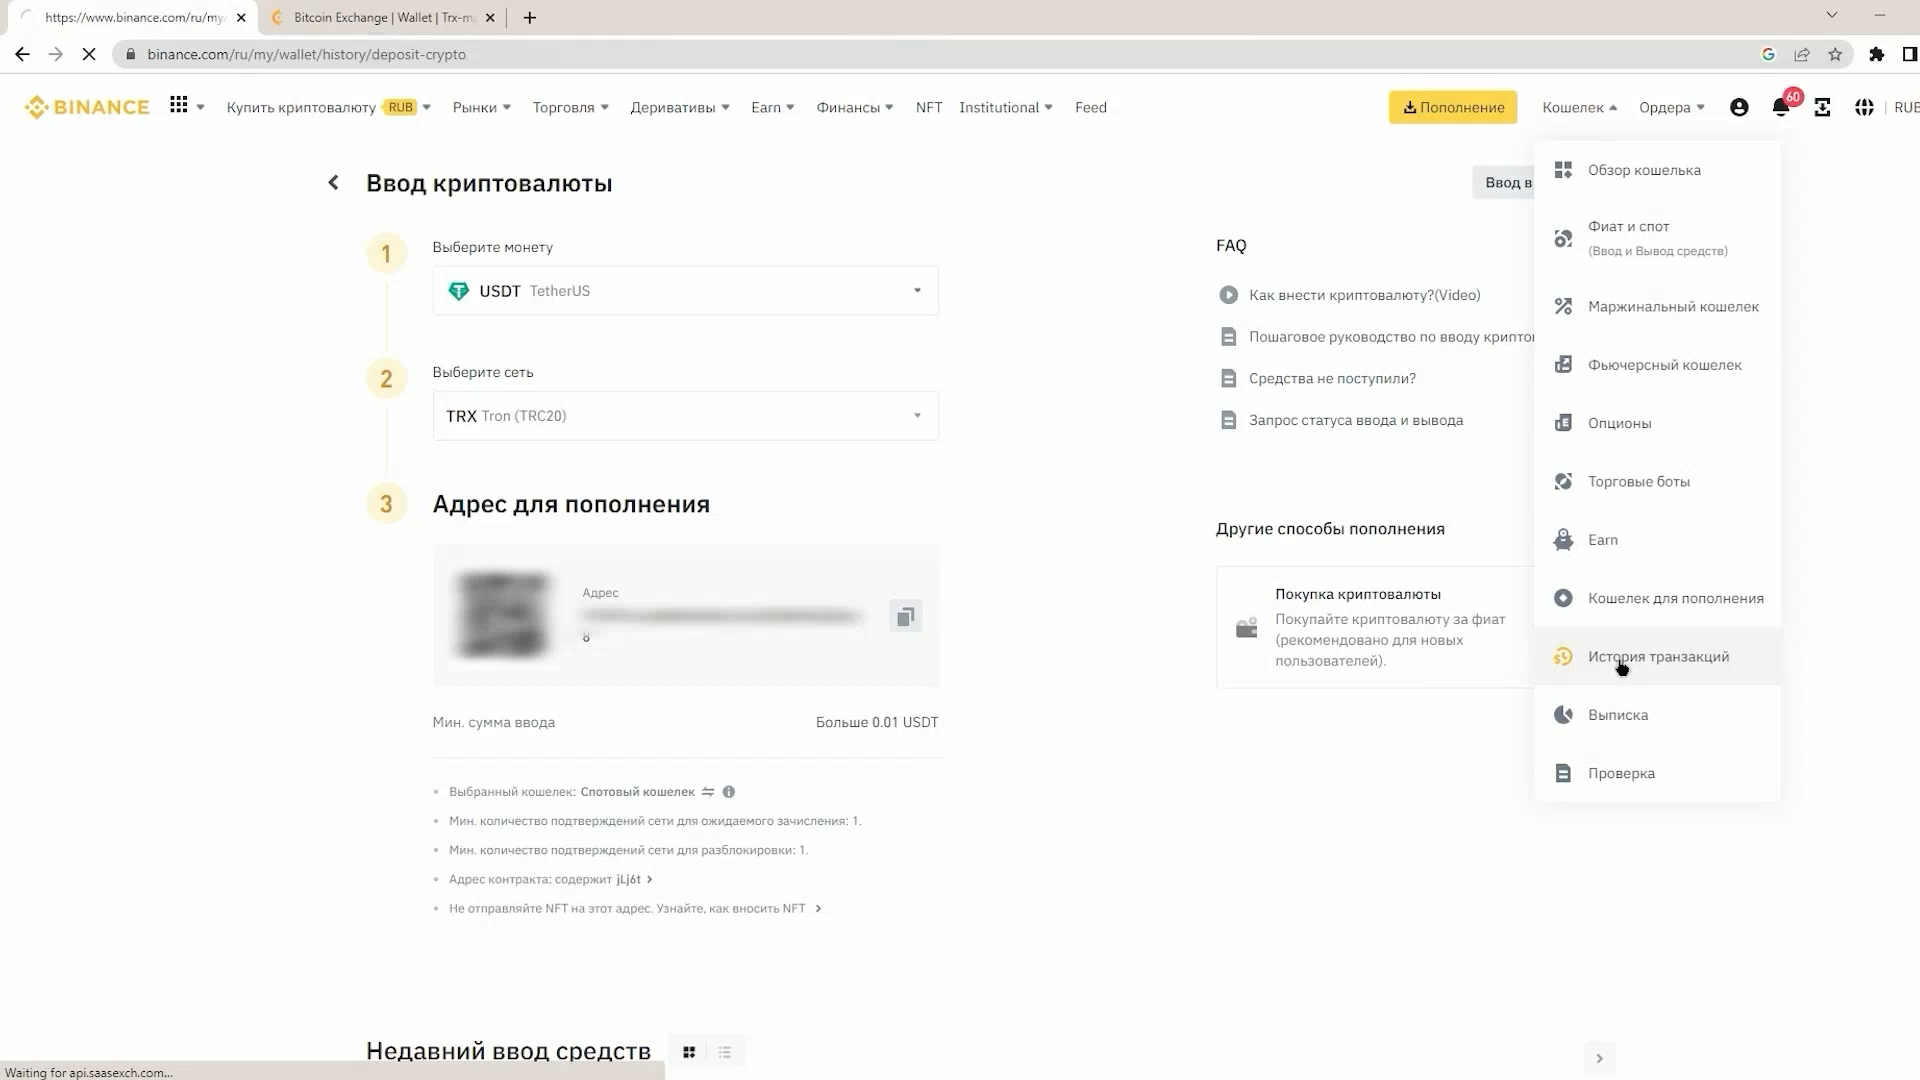 https://www.binance.com/ru/my/
Bitcoin Exchange | Wallet | Trx-m
binance.com/ru/my/wallet/history/deposit-crypto
BINANCE
Купить криптовалюту RUB
Рынки
Торговля
Деривативы
Earn
Финансы
NFT
Institutional
Feed
Пополнение
Кошелек
Ордера
60
RUB
Ввод криптовалюты
Ввод в
1
Выберите монету
USDT TetherUS
2
Выберите сеть
TRX Tron (TRC20)
3
Адрес для пополнения
Адрес
Мин. сумма ввода
Больше 0.01 USDT
Выбранный кошелек: Спотовый кошелек
Мин. количество подтверждений сети для ожидаемого зачисления: 1.
Мин. количество подтверждений сети для разблокировки: 1.
Адрес контракта: содержит jLj6t
Не отправляйте NFT на этот адрес. Узнайте, как вносить NFT
FAQ
Как внести криптовалюту?(Video)
Пошаговое руководство по вводу крипто
Средства не поступили?
Запрос статуса ввода и вывода
Другие способы пополнения
Покупка криптовалюты
Покупайте криптовалюту за фиат
(рекомендовано для новых
пользователей).
Обзор кошелька
Фиат и спот
(Ввод и Вывод средств)
Маржинальный кошелек
Фьючерсный кошелек
Опционы
Торговые боты
Earn
Кошелек для пополнения
История транзакций
Выписка
Проверка
Недавний ввод средств
Waiting for api.saasexch.com...